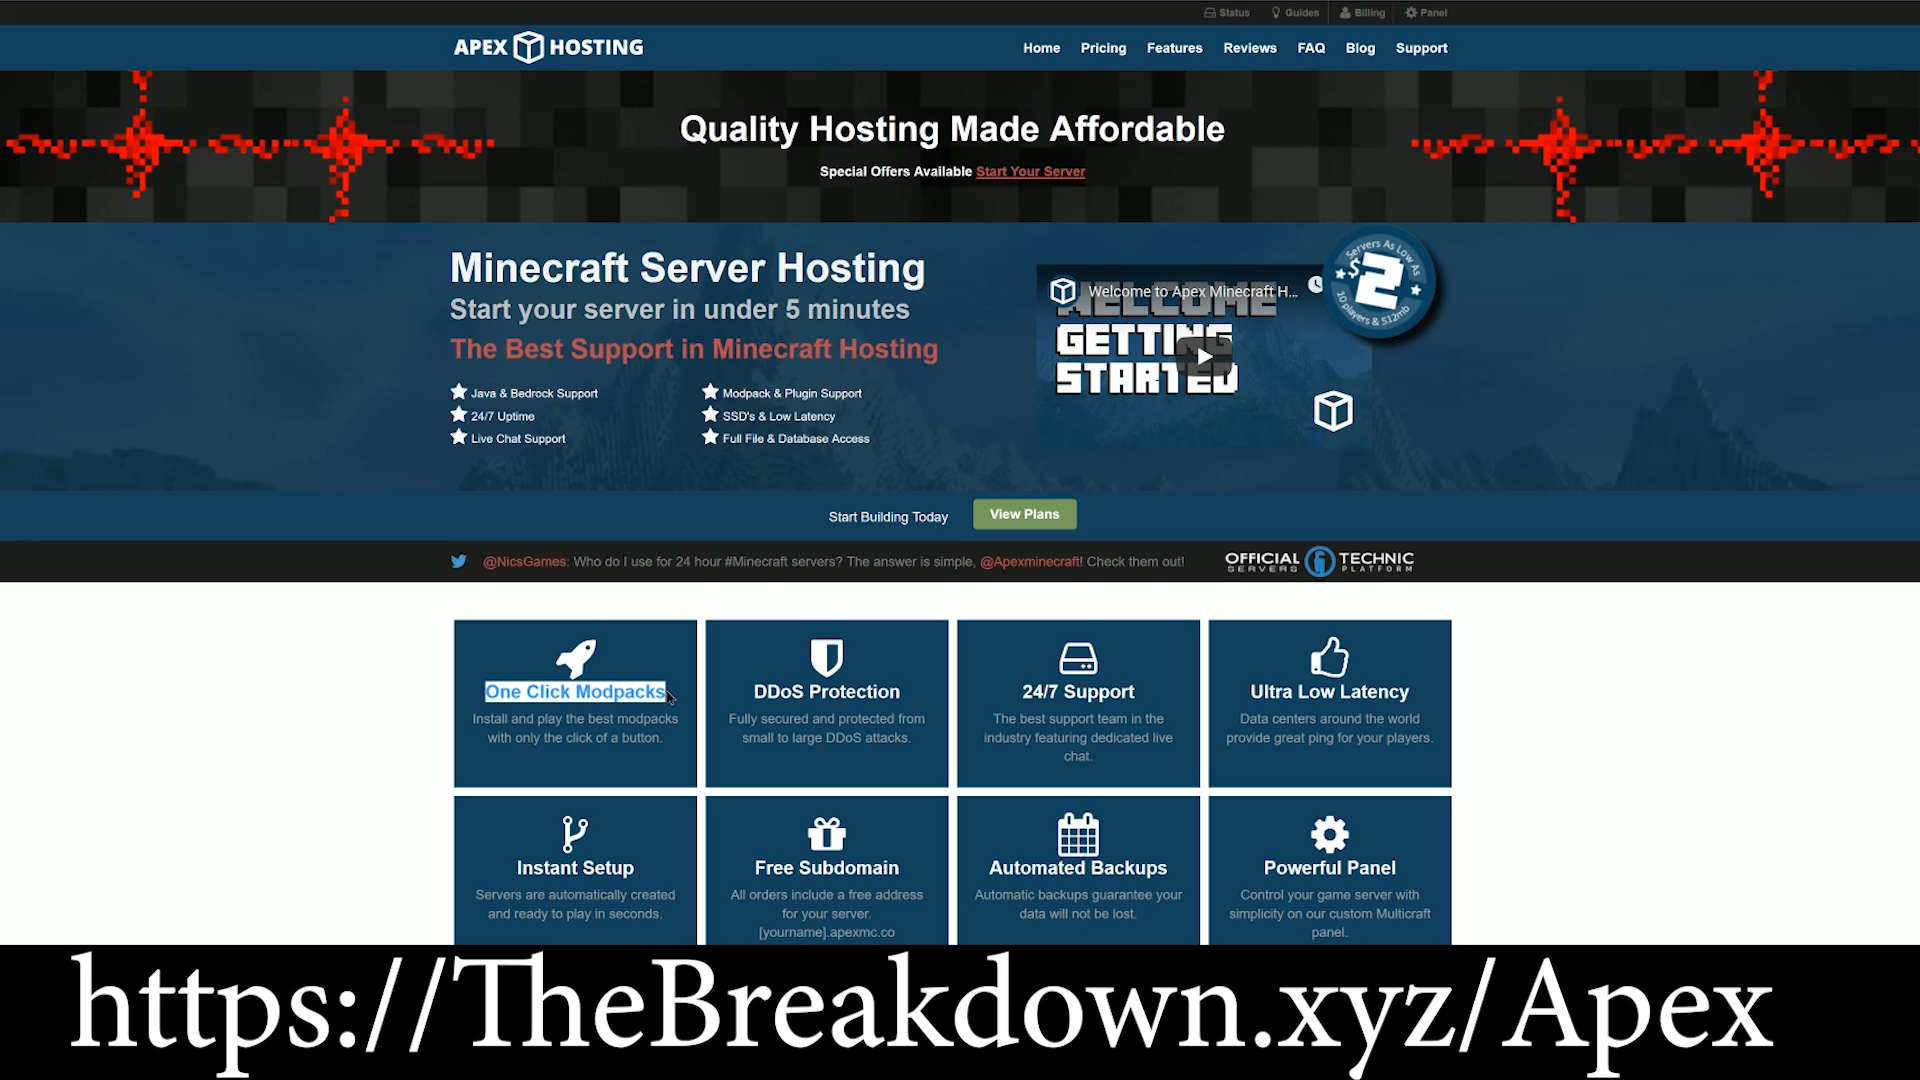 Status Guides Billing Panel
APEX HOSTING
Home Pricing Features Reviews FAQ Blog Support
Quality Hosting Made Affordable
Special Offers Available Start Your Server
Minecraft Server Hosting
Start your server in under 5 minutes
The Best Support in Minecraft Hosting
Java & Bedrock Support
Modpack & Plugin Support
24/7 Uptime
SSD's & Low Latency
Live Chat Support
Full File & Database Access
Welcome to Apex Minecraft H...
WELCOME
GETTING
STARTED
Servers As Low As
$2
10 players & 512mb
Start Building Today
View Plans
@NicsGames: Who do I use for 24 hour #Minecraft servers? The answer is simple, @Apexminecraft! Check them out!
OFFICIAL SERVERS
TECHNIC PLATFORM
One Click Modpacks
Install and play the best modpacks
with only the click of a button.
DDoS Protection
Fully secured and protected from
small to large DDoS attacks.
24/7 Support
The best support team in the
industry featuring dedicated live
chat.
Ultra Low Latency
Data centers around the world
provide great ping for your players.
Instant Setup
Servers are automatically created
and ready to play in seconds.
Free Subdomain
All orders include a free address
for your server.
[yourname].apexmc.co
Automated Backups
Automatic backups guarantee your
data will not be lost.
Powerful Panel
Control your game server with
simplicity on our custom Multicraft
panel.
https://TheBreakdown.xyz/Apex